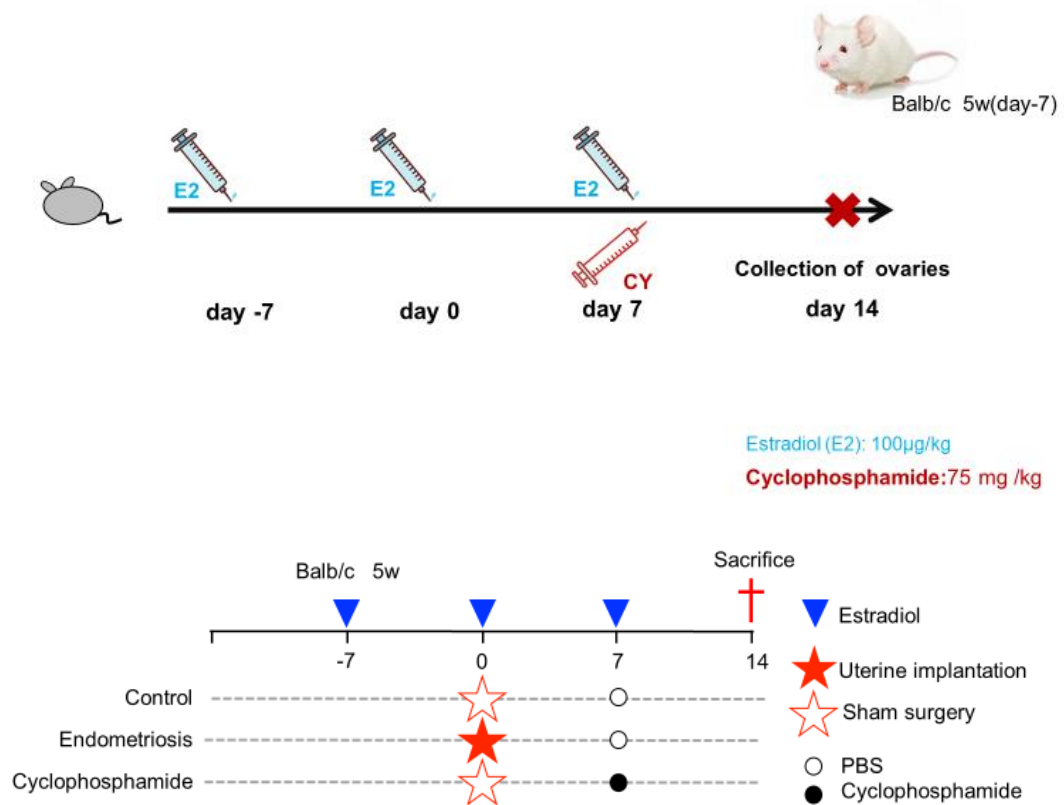 Balb/c 5w(day-7)
E2 E2 E2
CY
Collection of ovaries
day -7 day 0 day 7 day 14
Estradiol (E2): 100µg/kg
Cyclophosphamide:75 mg /kg
Balb/c 5w
Sacrifice
Estradiol
-7 0 7 14
Uterine implantation
Control
Sham surgery
Endometriosis
PBS
Cyclophosphamide
Cyclophosphamide